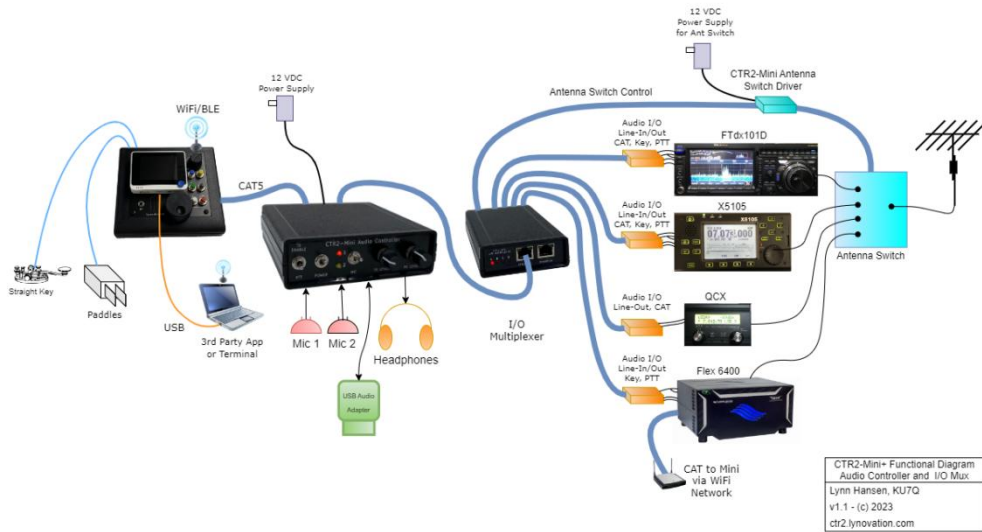 12 VDC
Power Supply
for Ant Switch
CTR2-Mini Antenna
Switch Driver
12 VDC
Power Supply
WiFi/BLE
Antenna Switch Control
Audio I/O
Line-In/Out
CAT, Key, PTT
FTdx101D
CAT5
CTR2-Mini Audio Controller
Audio I/O
Line-In/Out
CAT, Key, PTT
X5105
X5105
Antenna Switch
Straight Key
Paddles
USB
3rd Party App
or Terminal
Mic 1
Mic 2
Headphones
I/O
Multiplexer
Audio I/O
Line-Out, CAT
QCX
USB Audio
Adapter
Audio I/O
Line-In/Out
Key, PTT
Flex 6400
CAT to Mini
via WiFi
Network
CTR2-Mini+ Functional Diagram
Audio Controller and I/O Mux
Lynn Hansen, KU7Q
v1.1 - (c) 2023
ctr2.lynovation.com